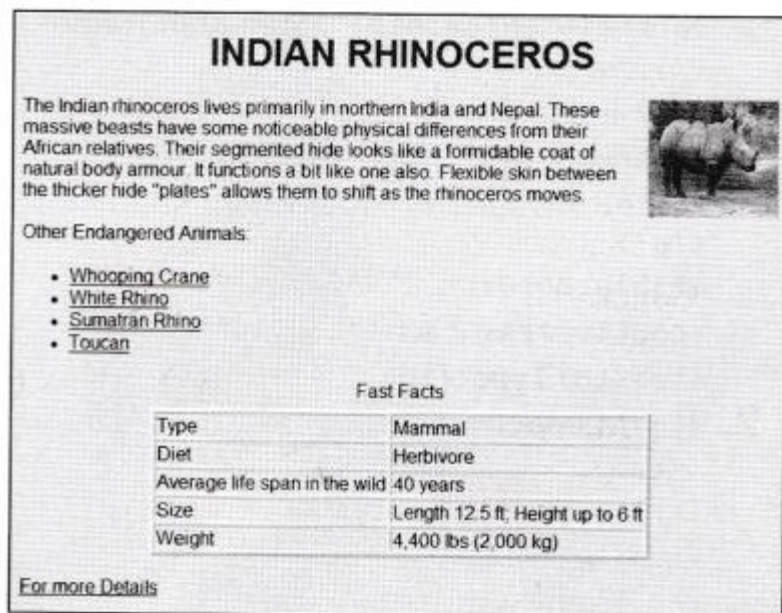 INDIAN RHINOCEROS
The Indian rhinoceros lives primarily in northern India and Nepal. These
massive beasts have some noticeable physical differences from their
African relatives. Their segmented hide looks like a formidable coat of
natural body armour. It functions a bit like one also. Flexible skin between
the thicker hide "plates" allows them to shift as the rhinoceros moves.
Other Endangered Animals
• Whooping Crane
• White Rhino
• Sumatran Rhino
• Toucan
Fast Facts
Type Mammal
Diet Herbivore
Average life span in the wild 40 years
Size Length 12.5 ft; Height up to 6 ft
Weight 4,400 lbs (2,000 kg)
For more Details